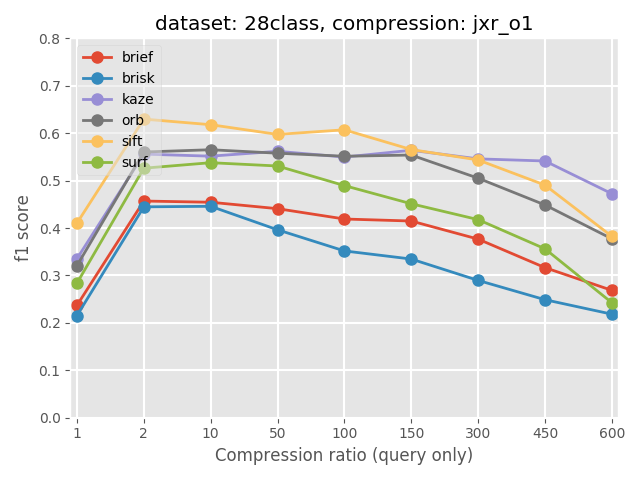 dataset: 28class, compression: jxr_o1
f1 score
0.8
0.7
0.6
0.5
0.4
0.3
0.2
0.1
0.0
brief
brisk
kaze
orb
sift
surf
1 2 10 50 100 150 300 450 600
Compression ratio (query only)